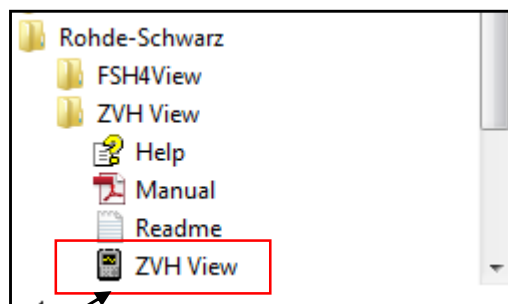 Rohde-Schwarz
FSH4View
ZVH View
Help
Manual
Readme
ZVH View